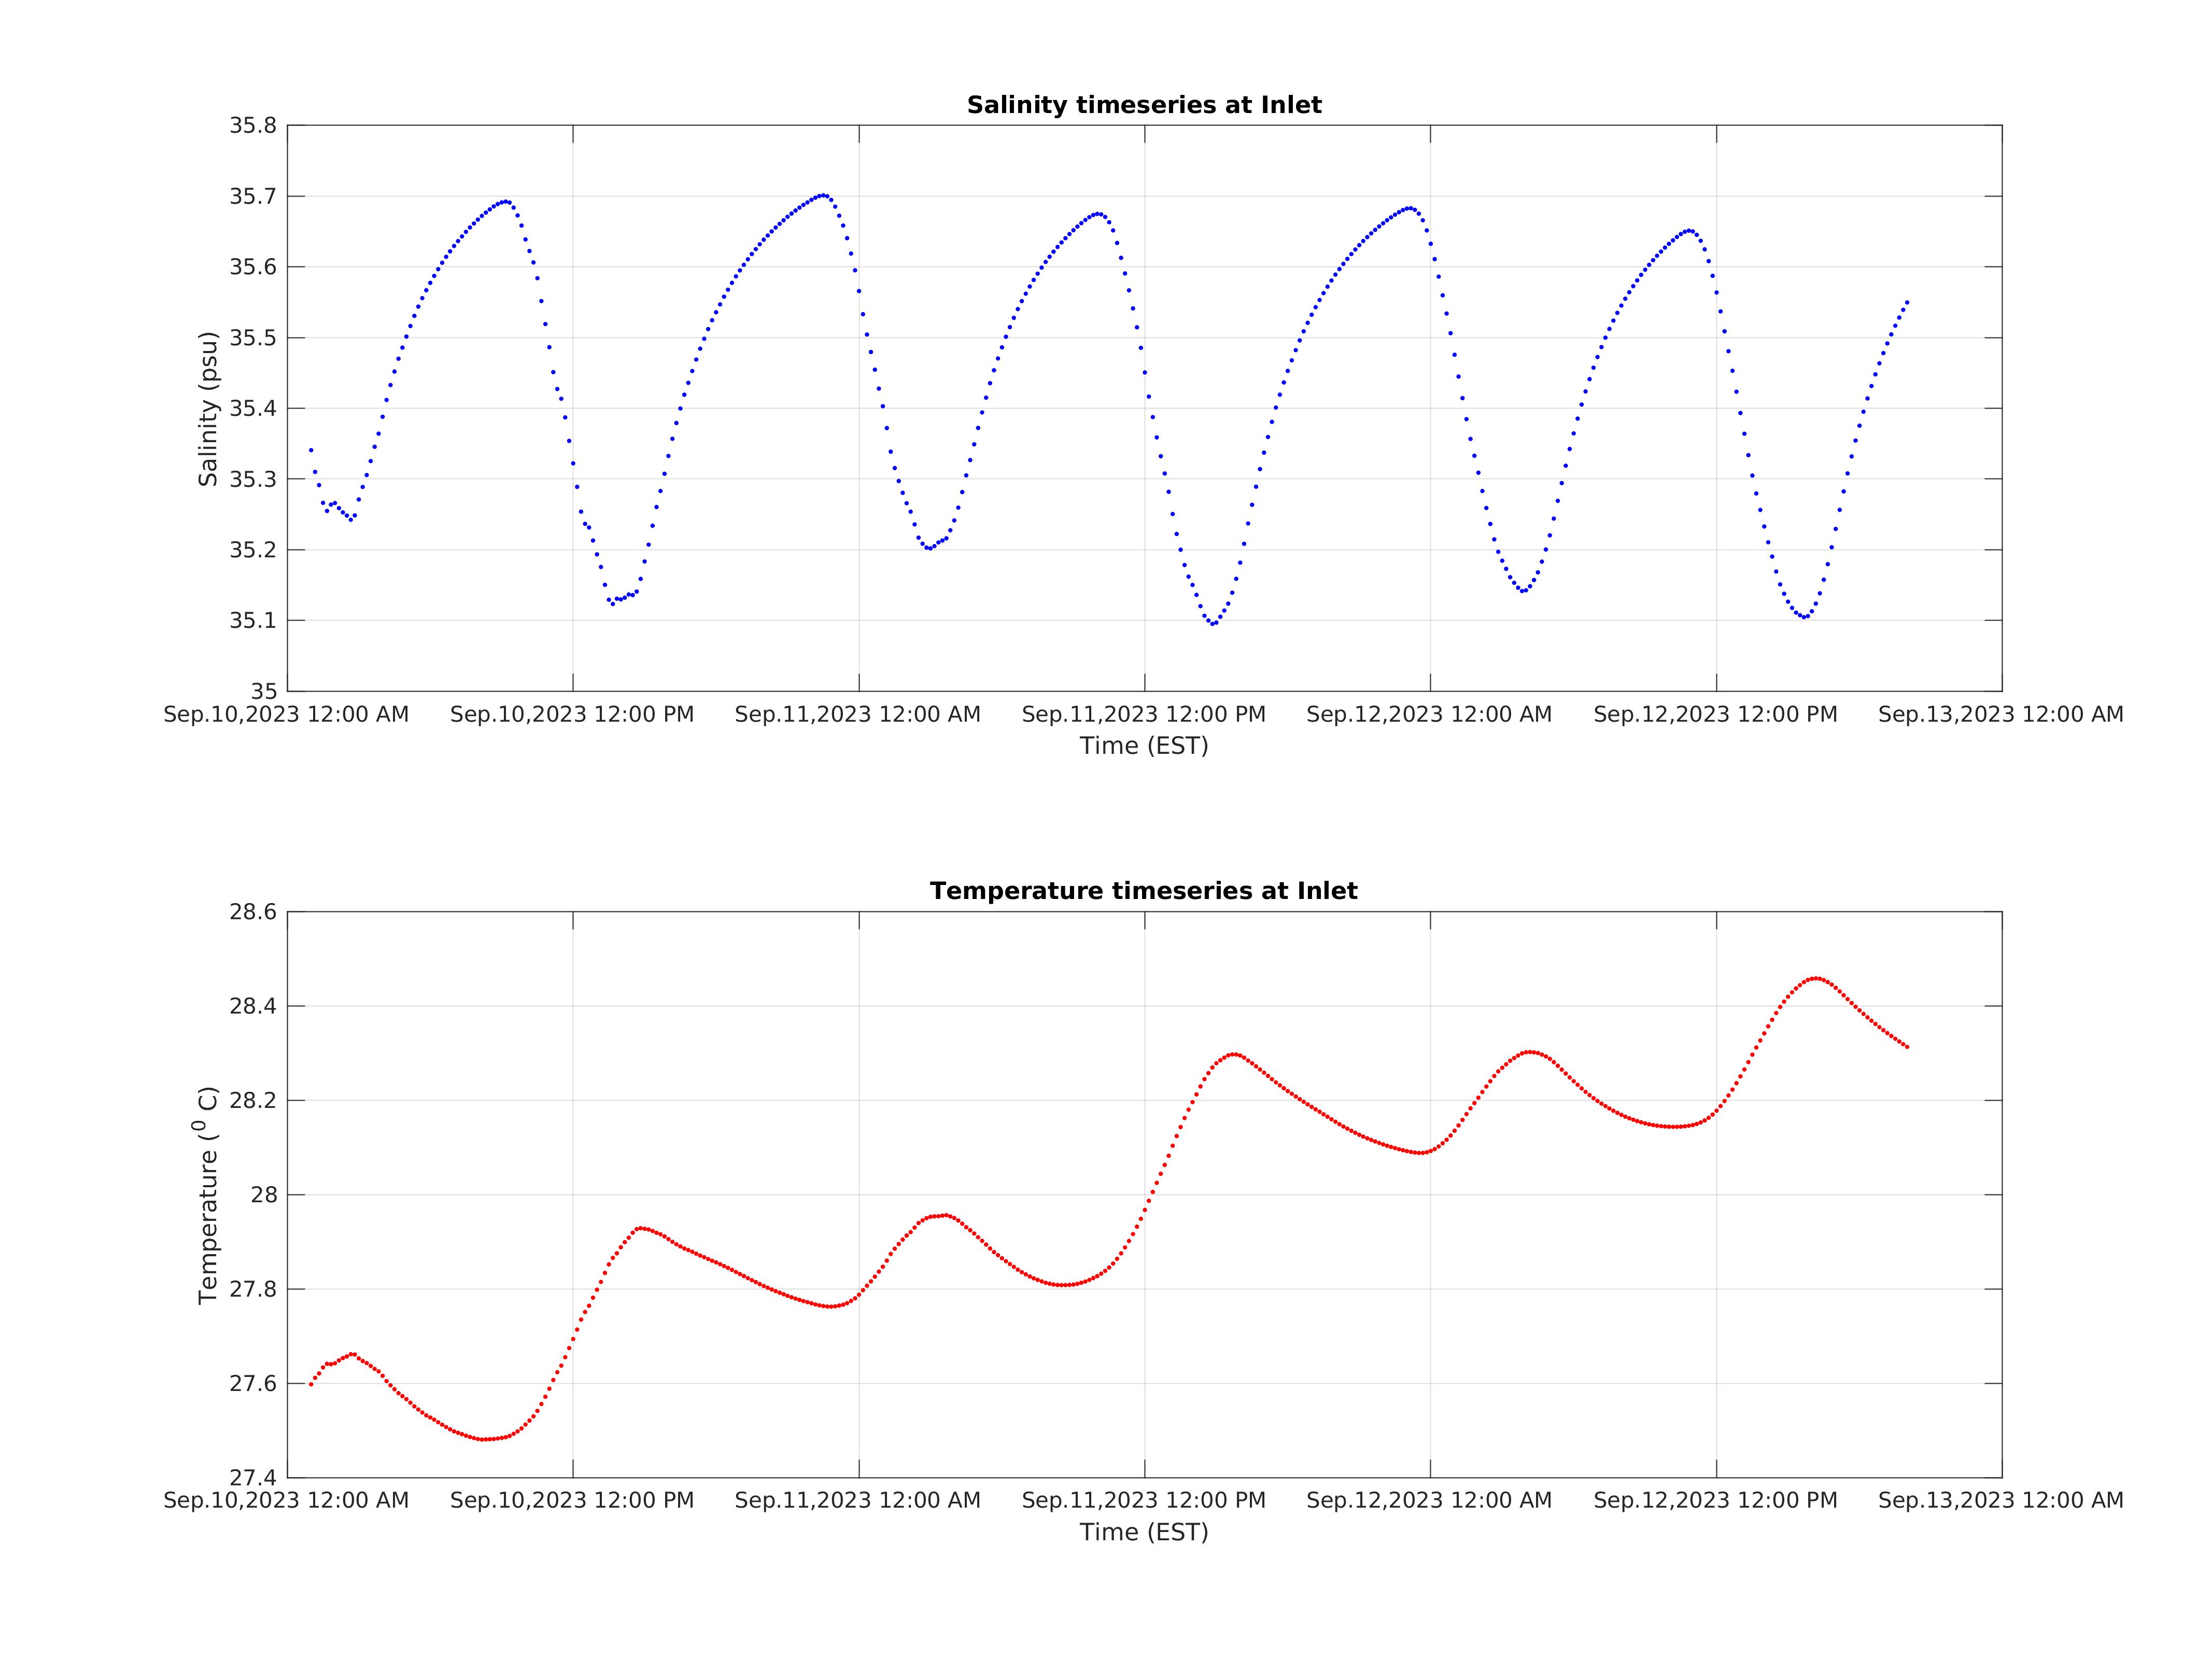 Salinity timeseries at Inlet
35.8
35.7
35.6
35.5
35.4
35.3
35.2
35.1
35
Salinity (psu)
Sep.10,2023 12:00 AM Sep.10,2023 12:00 PM Sep.11,2023 12:00 AM Sep.11,2023 12:00 PM Sep.12,2023 12:00 AM Sep.12,2023 12:00 PM Sep.13,2023 12:00 AM
Time (EST)
Temperature timeseries at Inlet
28.6
28.4
28.2
28
27.8
27.6
27.4
Temperature (⁰ C)
Sep.10,2023 12:00 AM Sep.10,2023 12:00 PM Sep.11,2023 12:00 AM Sep.11,2023 12:00 PM Sep.12,2023 12:00 AM Sep.12,2023 12:00 PM Sep.13,2023 12:00 AM
Time (EST)